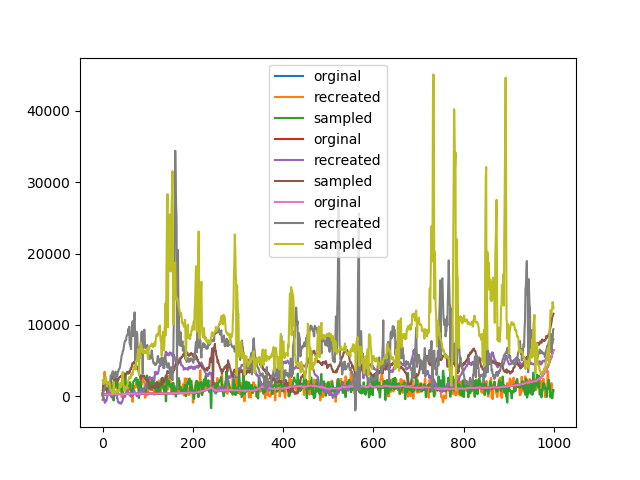 orginal
recreated
sampled
orginal
recreated
sampled
orginal
recreated
sampled
40000
30000
20000
10000
0
0 200 400 600 800 1000